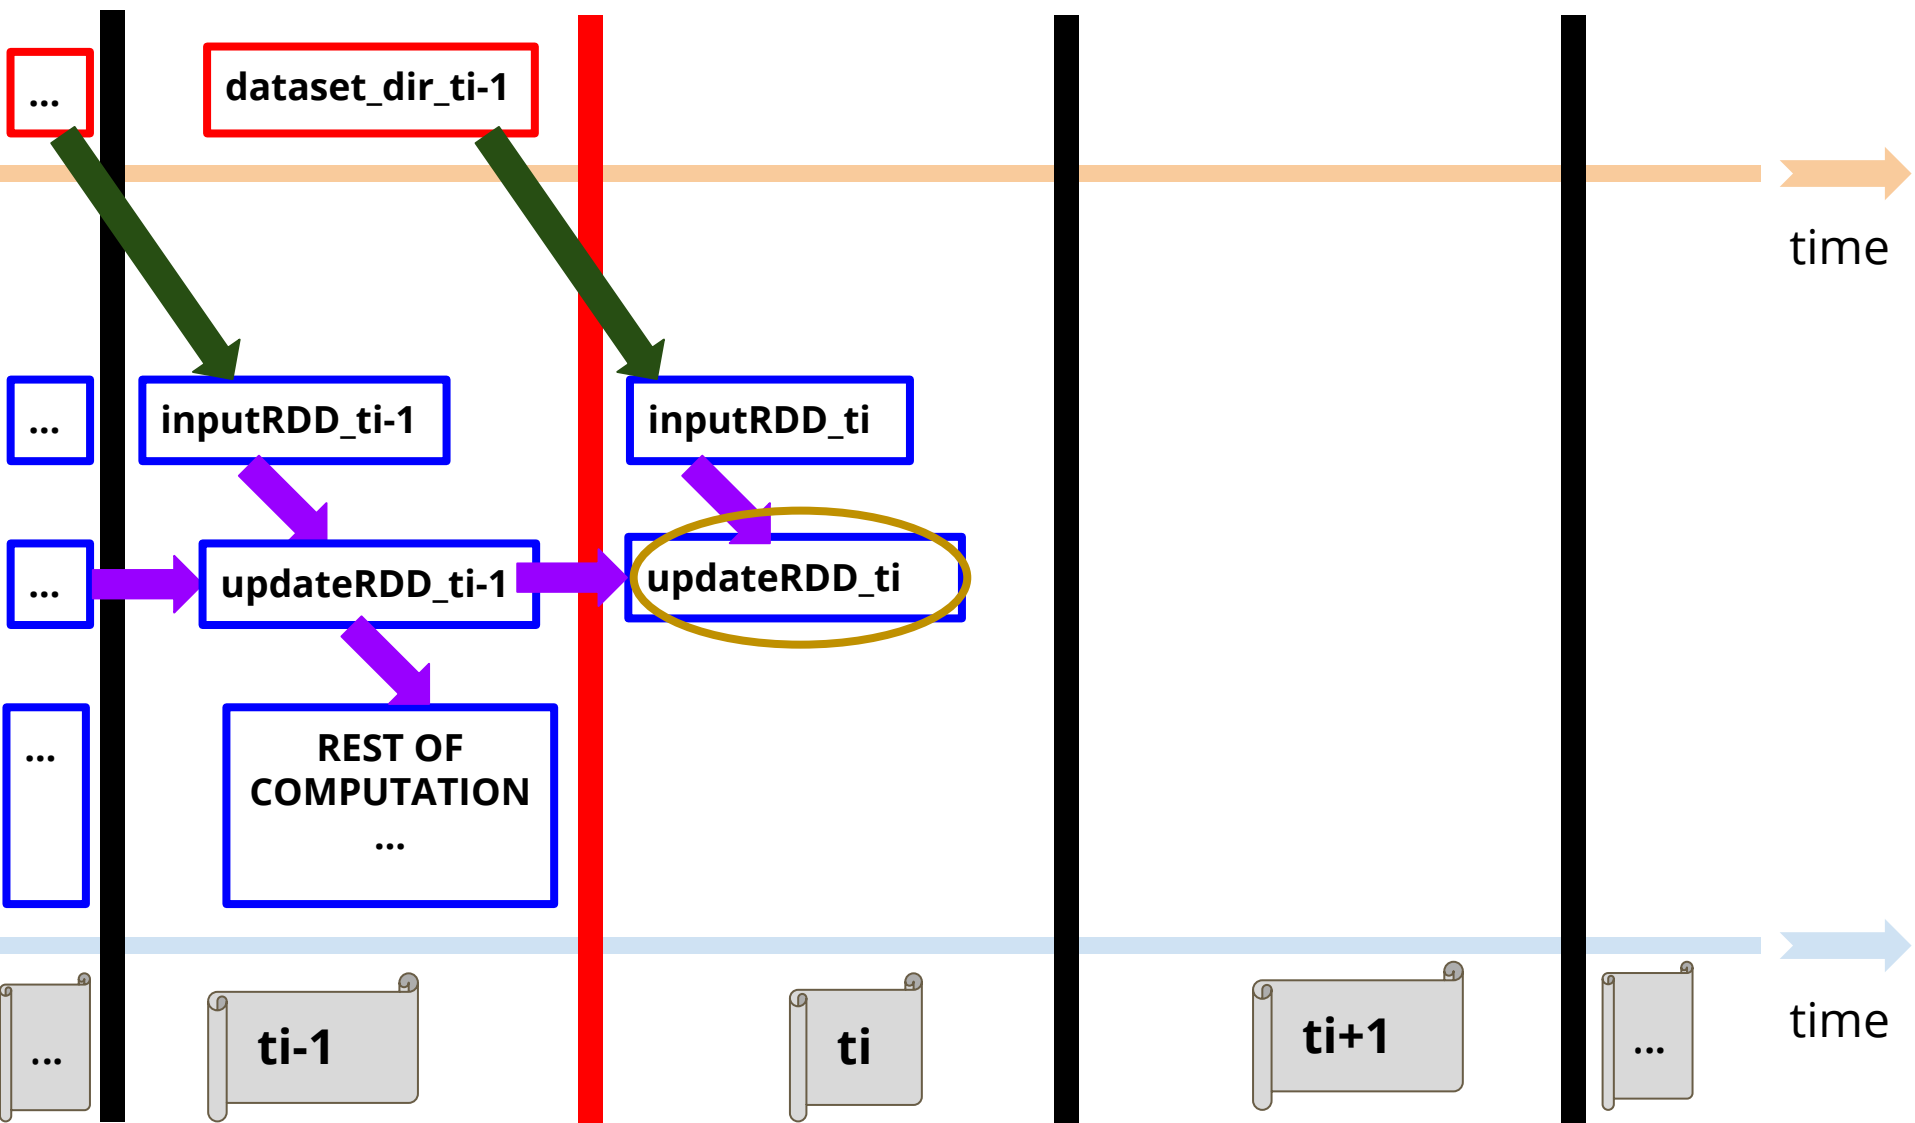 ...
dataset_dir_ti-1
time
...
inputRDD_ti-1
inputRDD_ti
...
updateRDD_ti-1
updateRDD_ti
...
REST OF
COMPUTATION
...
...
ti-1
ti
ti+1
...
time